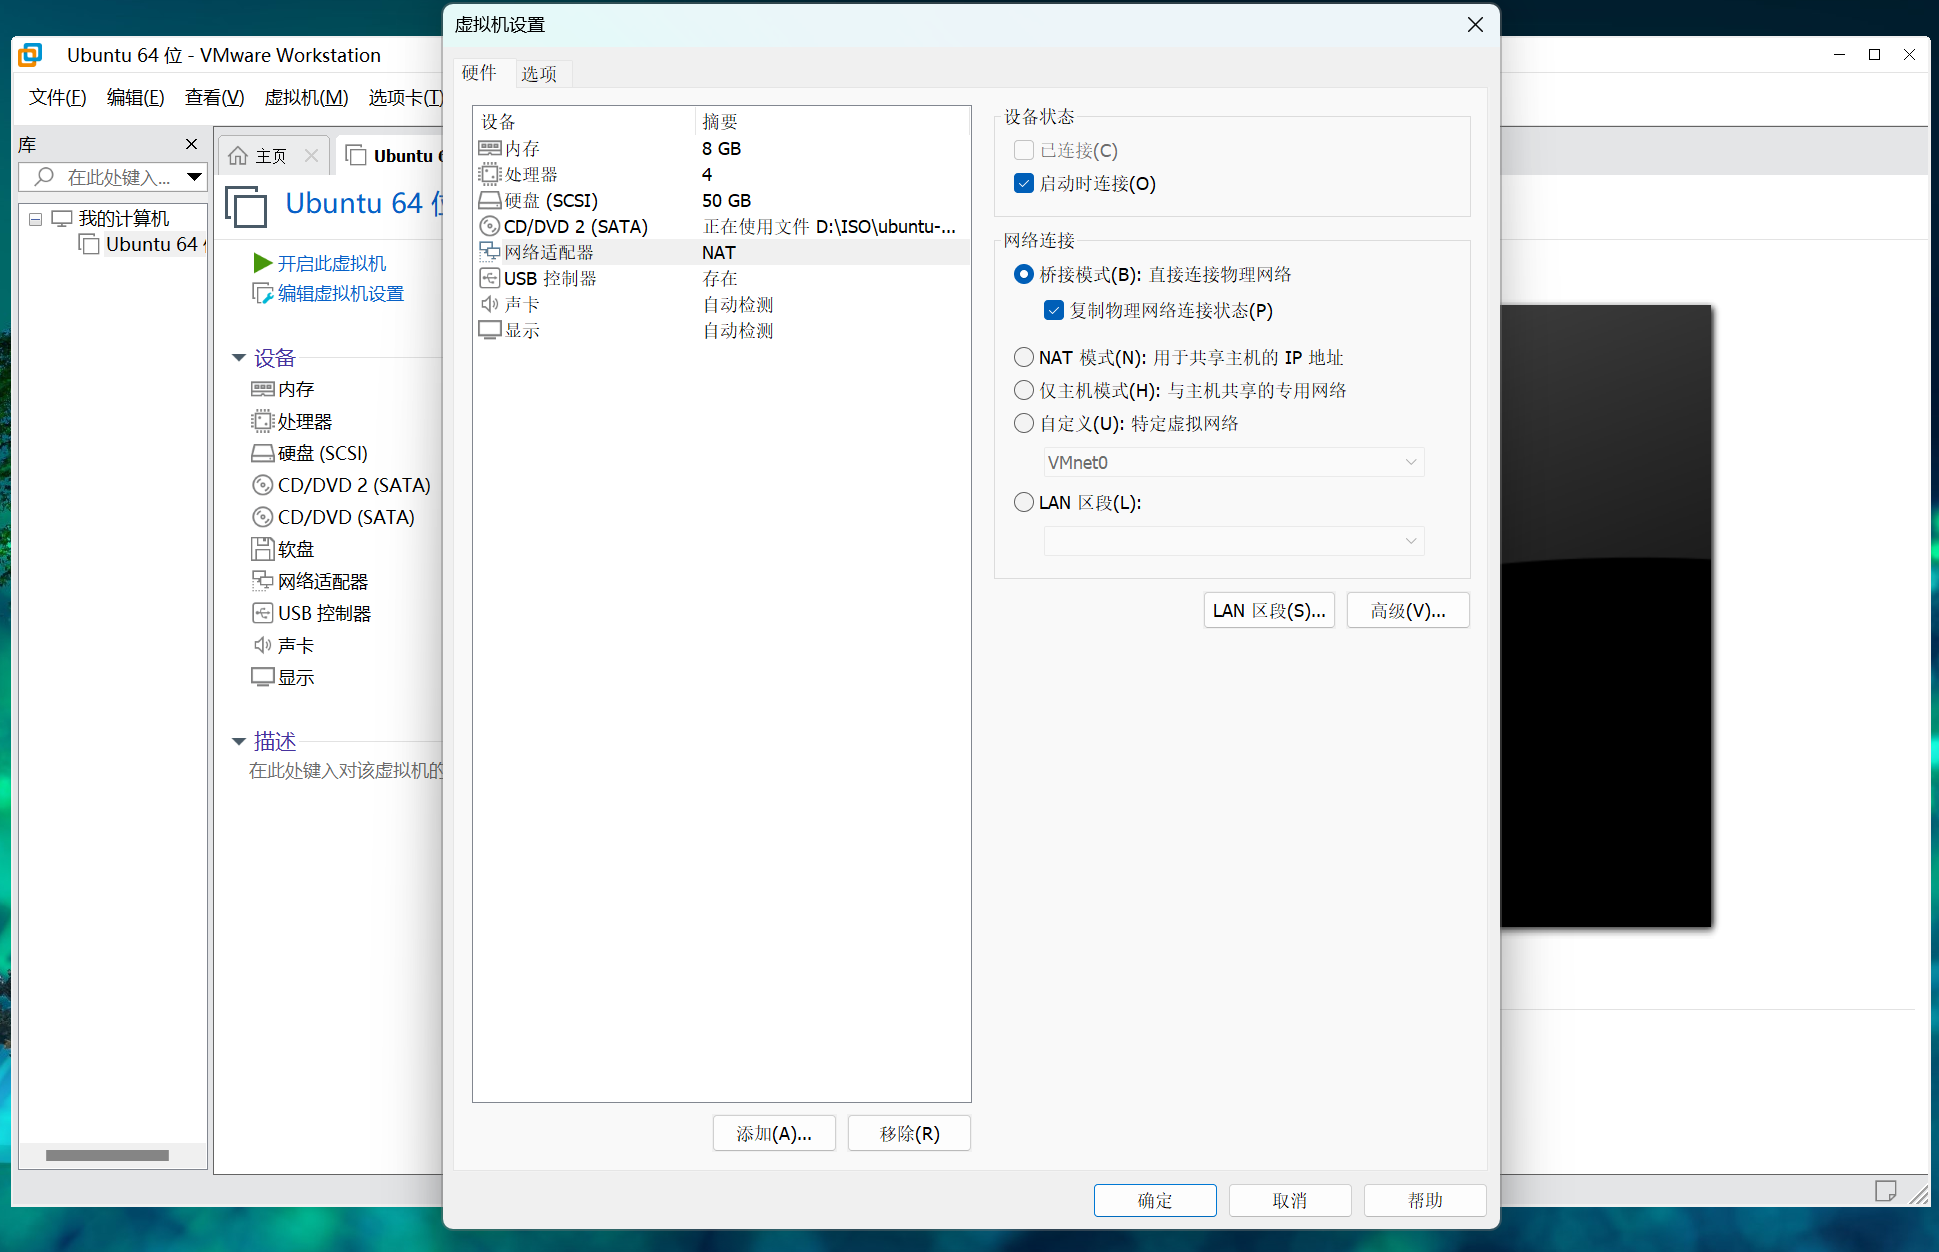 Ubuntu 64 位 - VMware Workstation
文件(F) 编辑(E) 查看(V) 虚拟机(M) 选项卡(T)
库
在此处键入...
我的计算机
Ubuntu 64
主页
Ubuntu 6
Ubuntu 64 位
开启此虚拟机
编辑虚拟机设置
设备
内存
处理器
硬盘 (SCSI)
CD/DVD 2 (SATA)
CD/DVD (SATA)
软盘
网络适配器
USB 控制器
声卡
显示
描述
在此处键入对该虚拟机的
虚拟机设置
硬件 选项
设备 摘要
内存 8 GB
处理器 4
硬盘 (SCSI) 50 GB
CD/DVD 2 (SATA) 正在使用文件 D:\ISO\ubuntu-...
网络适配器 NAT
USB 控制器 存在
声卡 自动检测
显示 自动检测
添加(A)... 移除(R)
设备状态
已连接(C)
启动时连接(O)
网络连接
桥接模式(B): 直接连接物理网络
复制物理网络连接状态(P)
NAT 模式(N): 用于共享主机的 IP 地址
仅主机模式(H): 与主机共享的专用网络
自定义(U): 特定虚拟网络
VMnet0
LAN 区段(L):
LAN 区段(S)... 高级(V)...
确定 取消 帮助